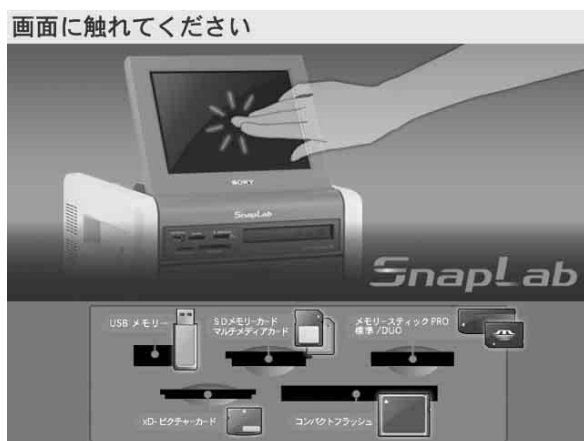 画面に触れてください
SONY
SnapLab
SnapLab
USB メモリー
SDメモリーカード
マルチメディアカード
メモリースティック PRO
標準 /DUO
xD-ピクチャーカード
コンパクトフラッシュ